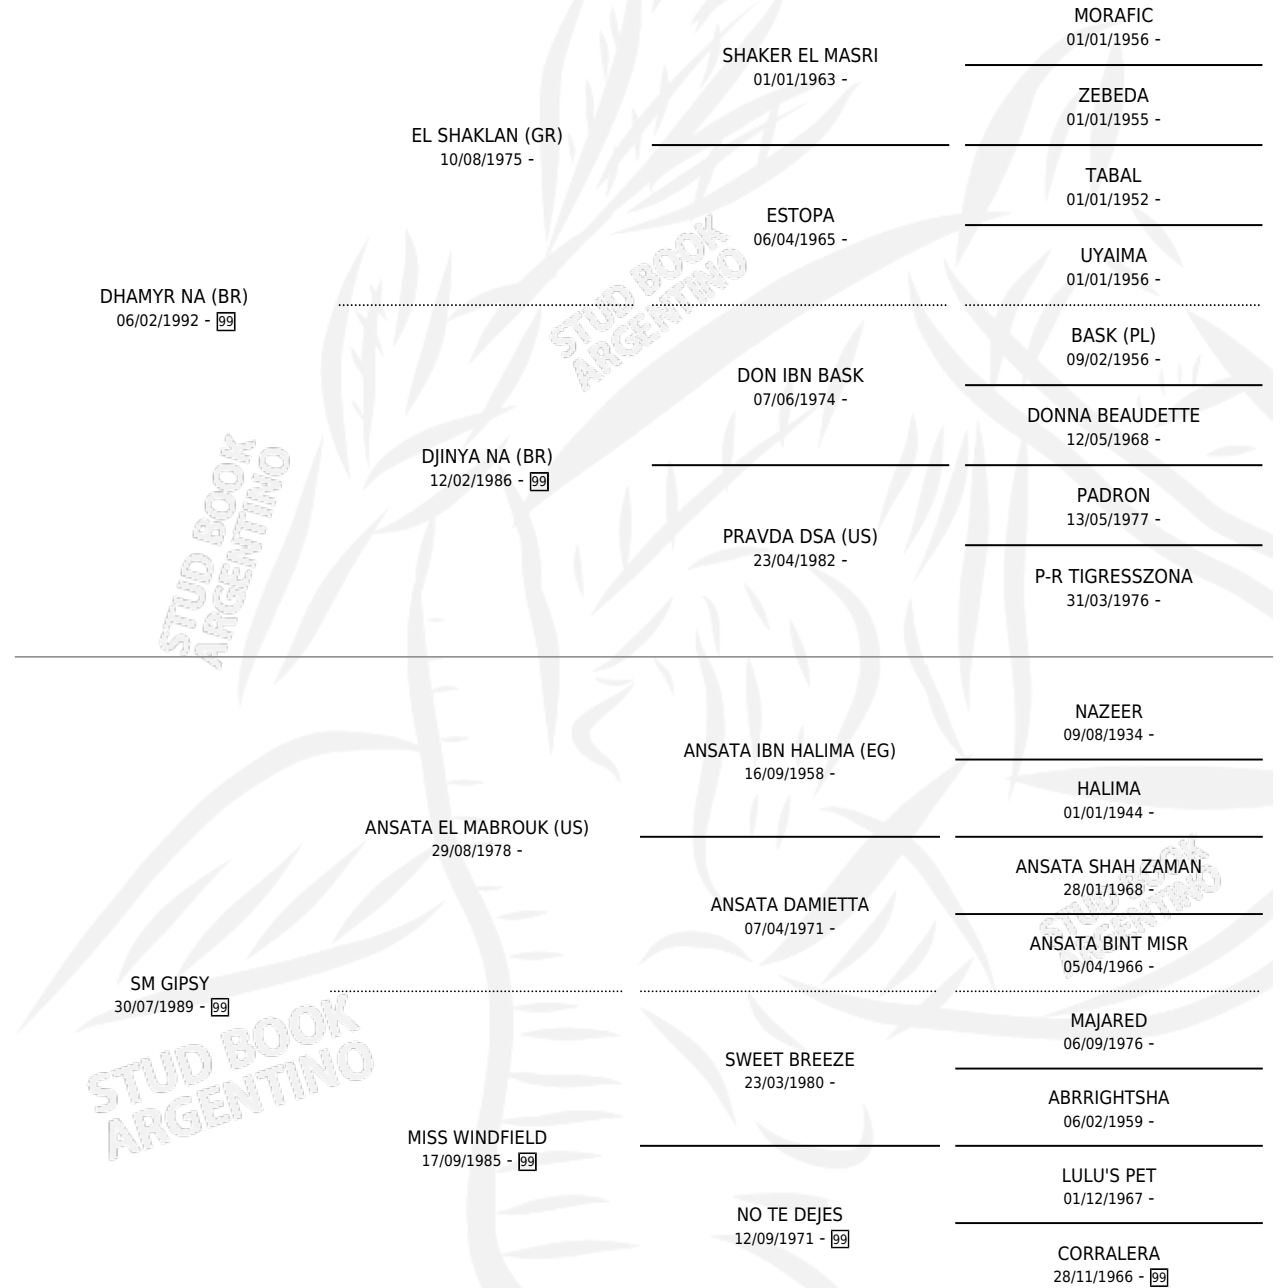 MORAFIC
01/01/1956 -
SHAKER EL MASRI
01/01/1963 -
ZEBEDA
01/01/1955 -
EL SHAKLAN (GR)
10/08/1975 -
TABAL
01/01/1952 -
ESTOPA
06/04/1965 -
UYAIMA
01/01/1956 -
DHAMYR NA (BR)
06/02/1992 - 99
BASK (PL)
09/02/1956 -
DON IBN BASK
07/06/1974 -
DONNA BEAUDETTE
12/05/1968 -
DJINYA NA (BR)
12/02/1986 - 99
PADRON
13/05/1977 -
PRAVDA DSA (US)
23/04/1982 -
P-R TIGRESSZONA
31/03/1976 -
NAZEER
09/08/1934 -
ANSATA IBN HALIMA (EG)
16/09/1958 -
HALIMA
01/01/1944 -
ANSATA EL MABROUK (US)
29/08/1978 -
ANSATA SHAH ZAMAN
28/01/1968 -
ANSATA DAMIETTA
07/04/1971 -
ANSATA BINT MISR
05/04/1966 -
SM GIPSY
30/07/1989 - 99
MAJARED
06/09/1976 -
SWEET BREEZE
23/03/1980 -
ABRRIGHTSHA
06/02/1959 -
MISS WINDFIELD
17/09/1985 - 99
LULU'S PET
01/12/1967 -
NO TE DEJES
12/09/1971 - 99
CORRALERA
28/11/1966 - 99
STUD BOOK
ARGENTINO
STUD BOOK
ARGENTINO
STUD BOOK
ARGENTINO
STUD BOOK
ARGENTINO